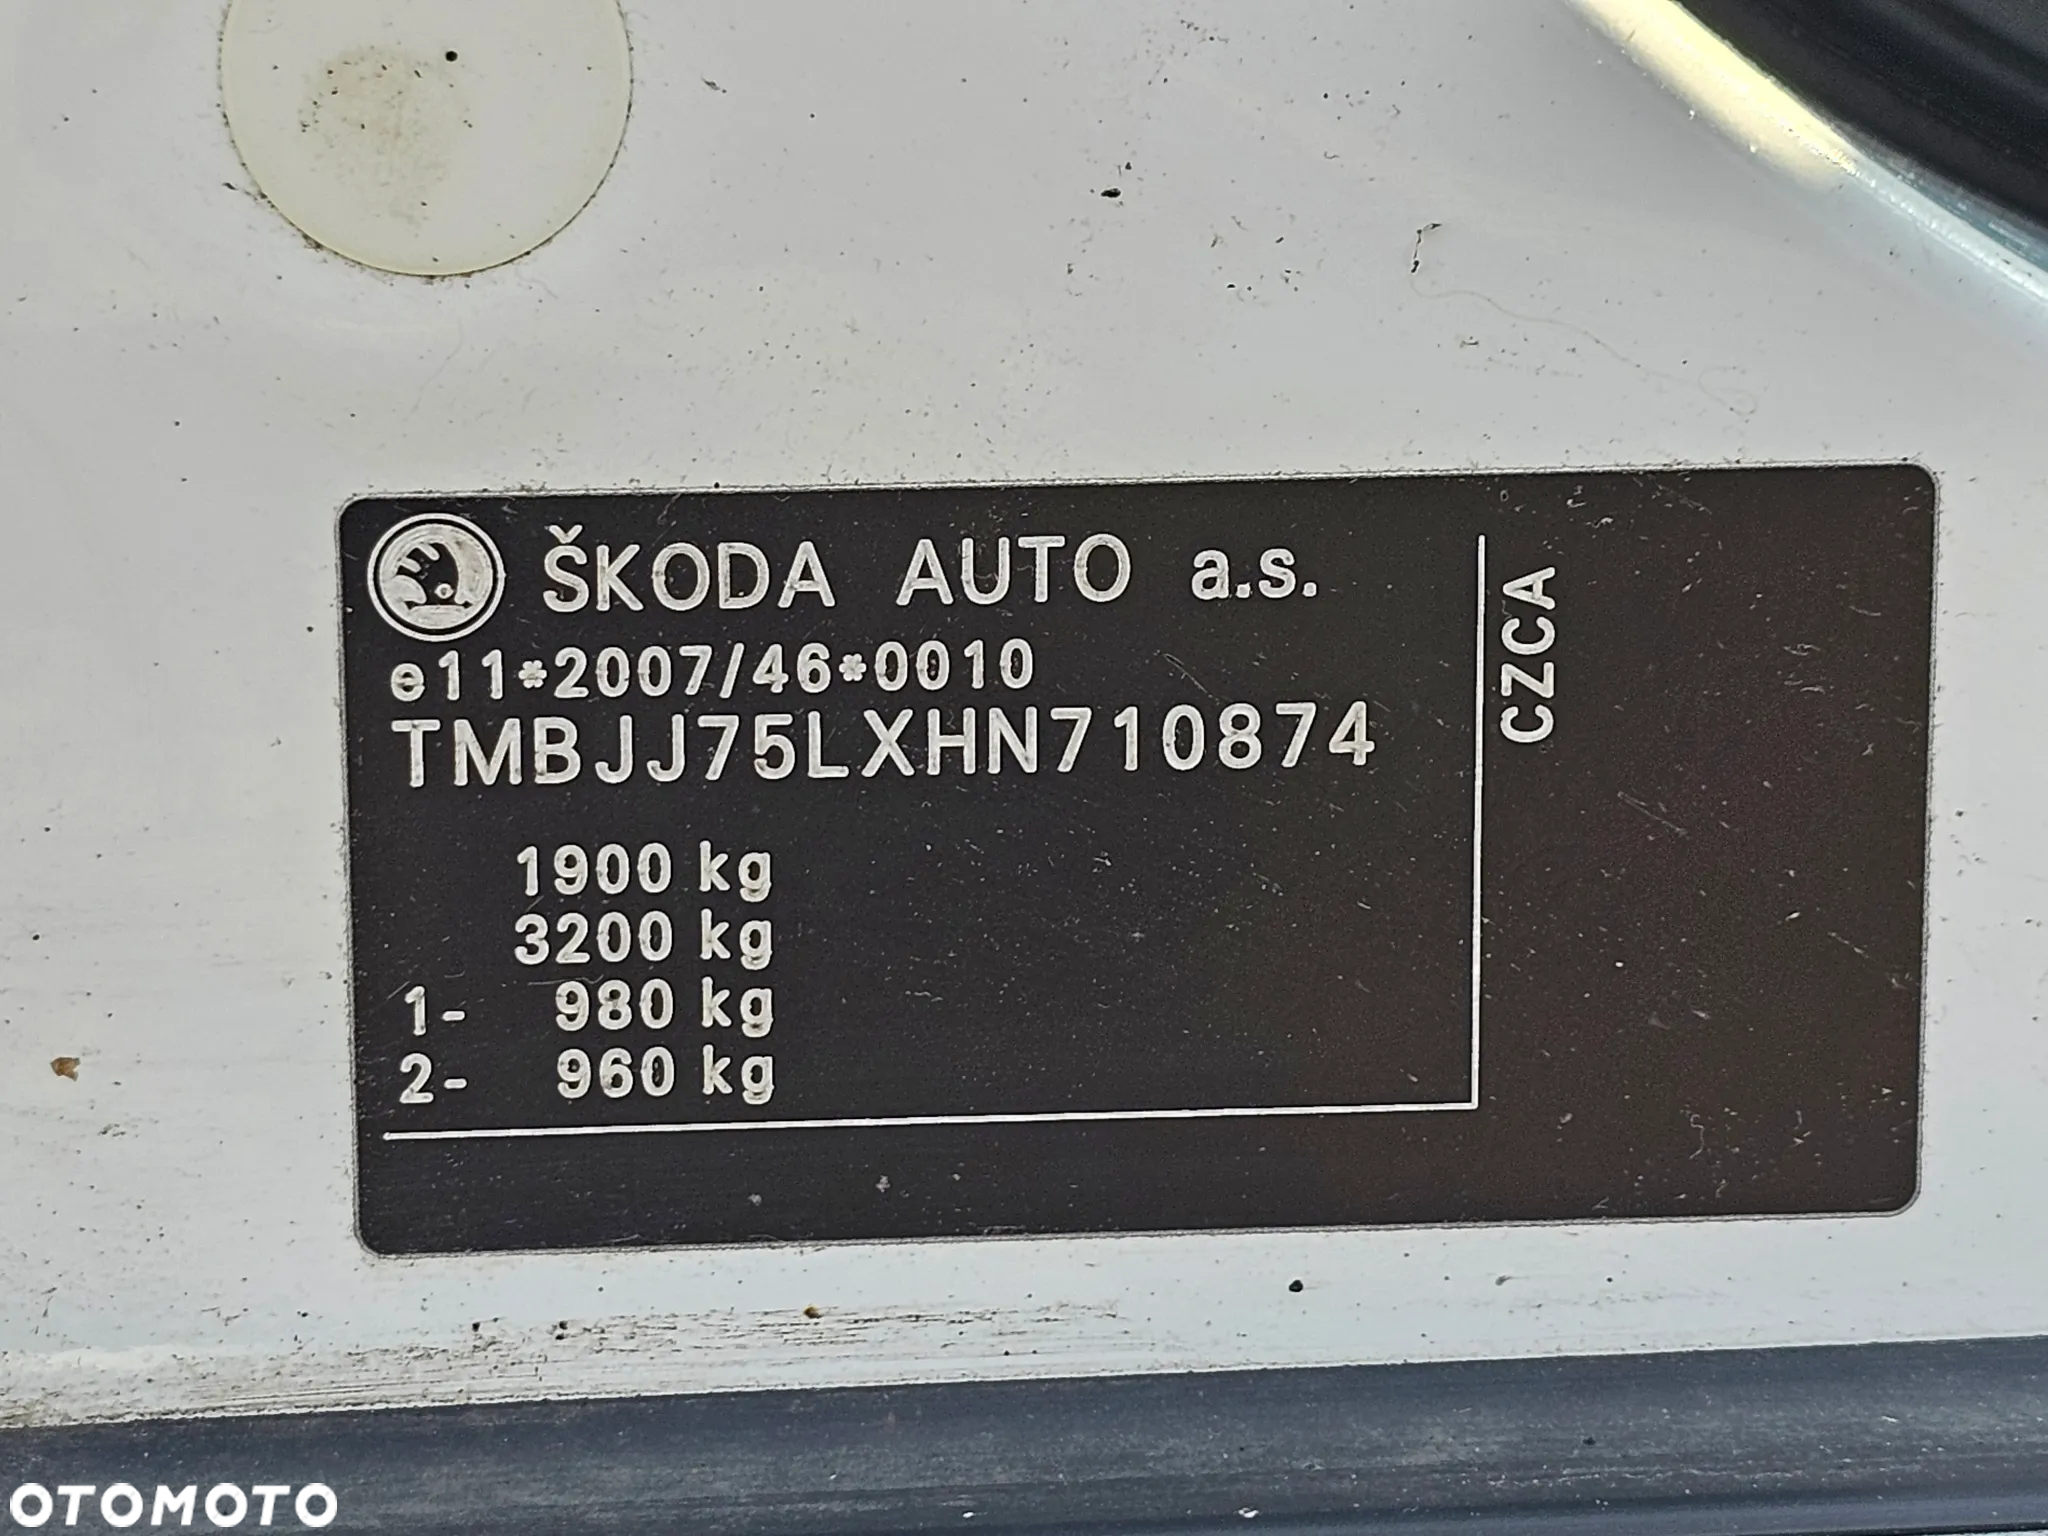 ŠKODA AUTO a.s.
e11*2007/46*0010
TMBJJ75LXHN710874
1900 kg
3200 kg
1- 980 kg
2- 960 kg
CZCA
OTOMOTO